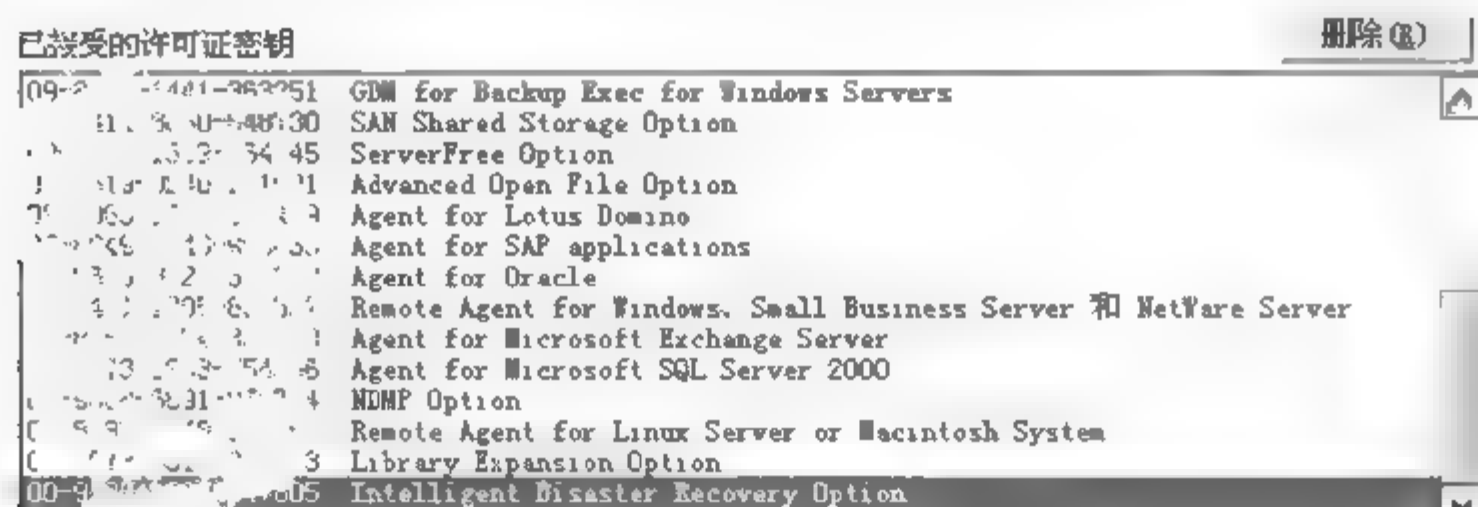 已接受的许可证密钥
删除(R)
GDM for Backup Exec for Windows Servers
SAN Shared Storage Option
ServerFree Option
Advanced Open File Option
Agent for Lotus Domino
Agent for SAP applications
Agent for Oracle
Remote Agent for Windows、Small Business Server 和 NetWare Server
Agent for Microsoft Exchange Server
Agent for Microsoft SQL Server 2000
NDMP Option
Remote Agent for Linux Server or Macintosh System
Library Expansion Option
Intelligent Disaster Recovery Option